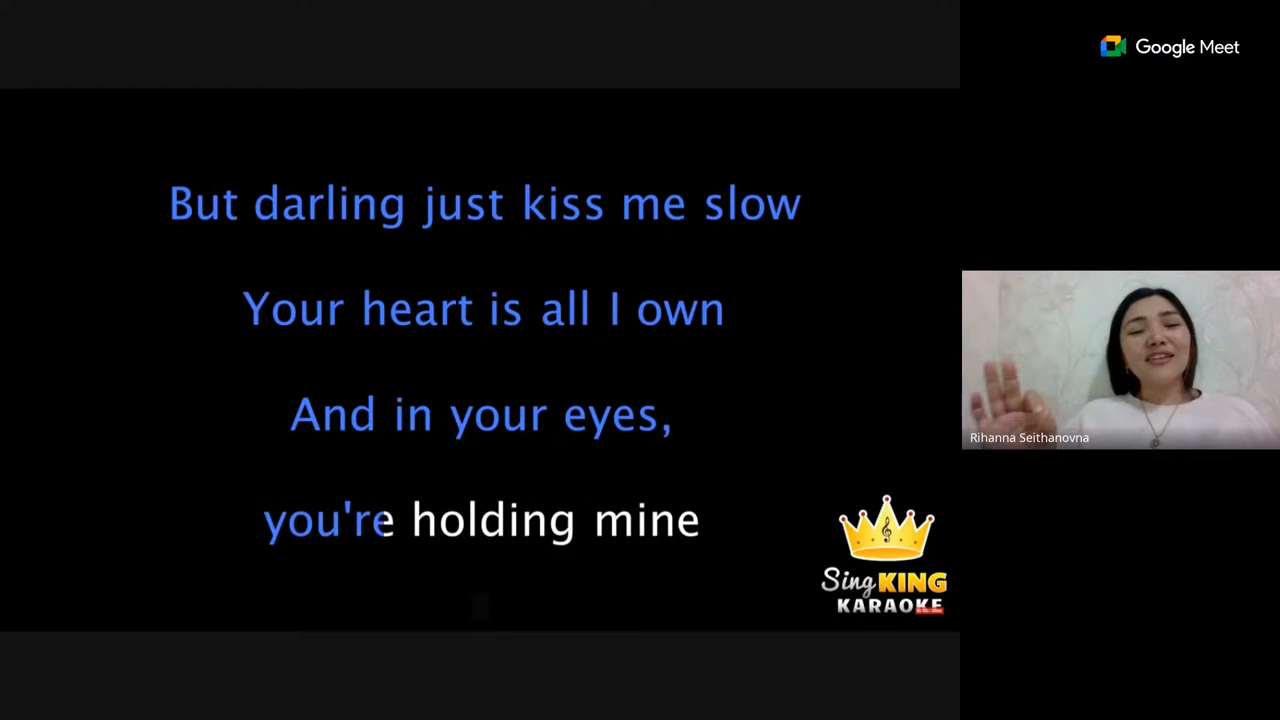 Google Meet
But darling just kiss me slow
Your heart is all I own
And in your eyes,
you're holding mine
Rihanna Seithanovna
Sing KING
KARAOKE